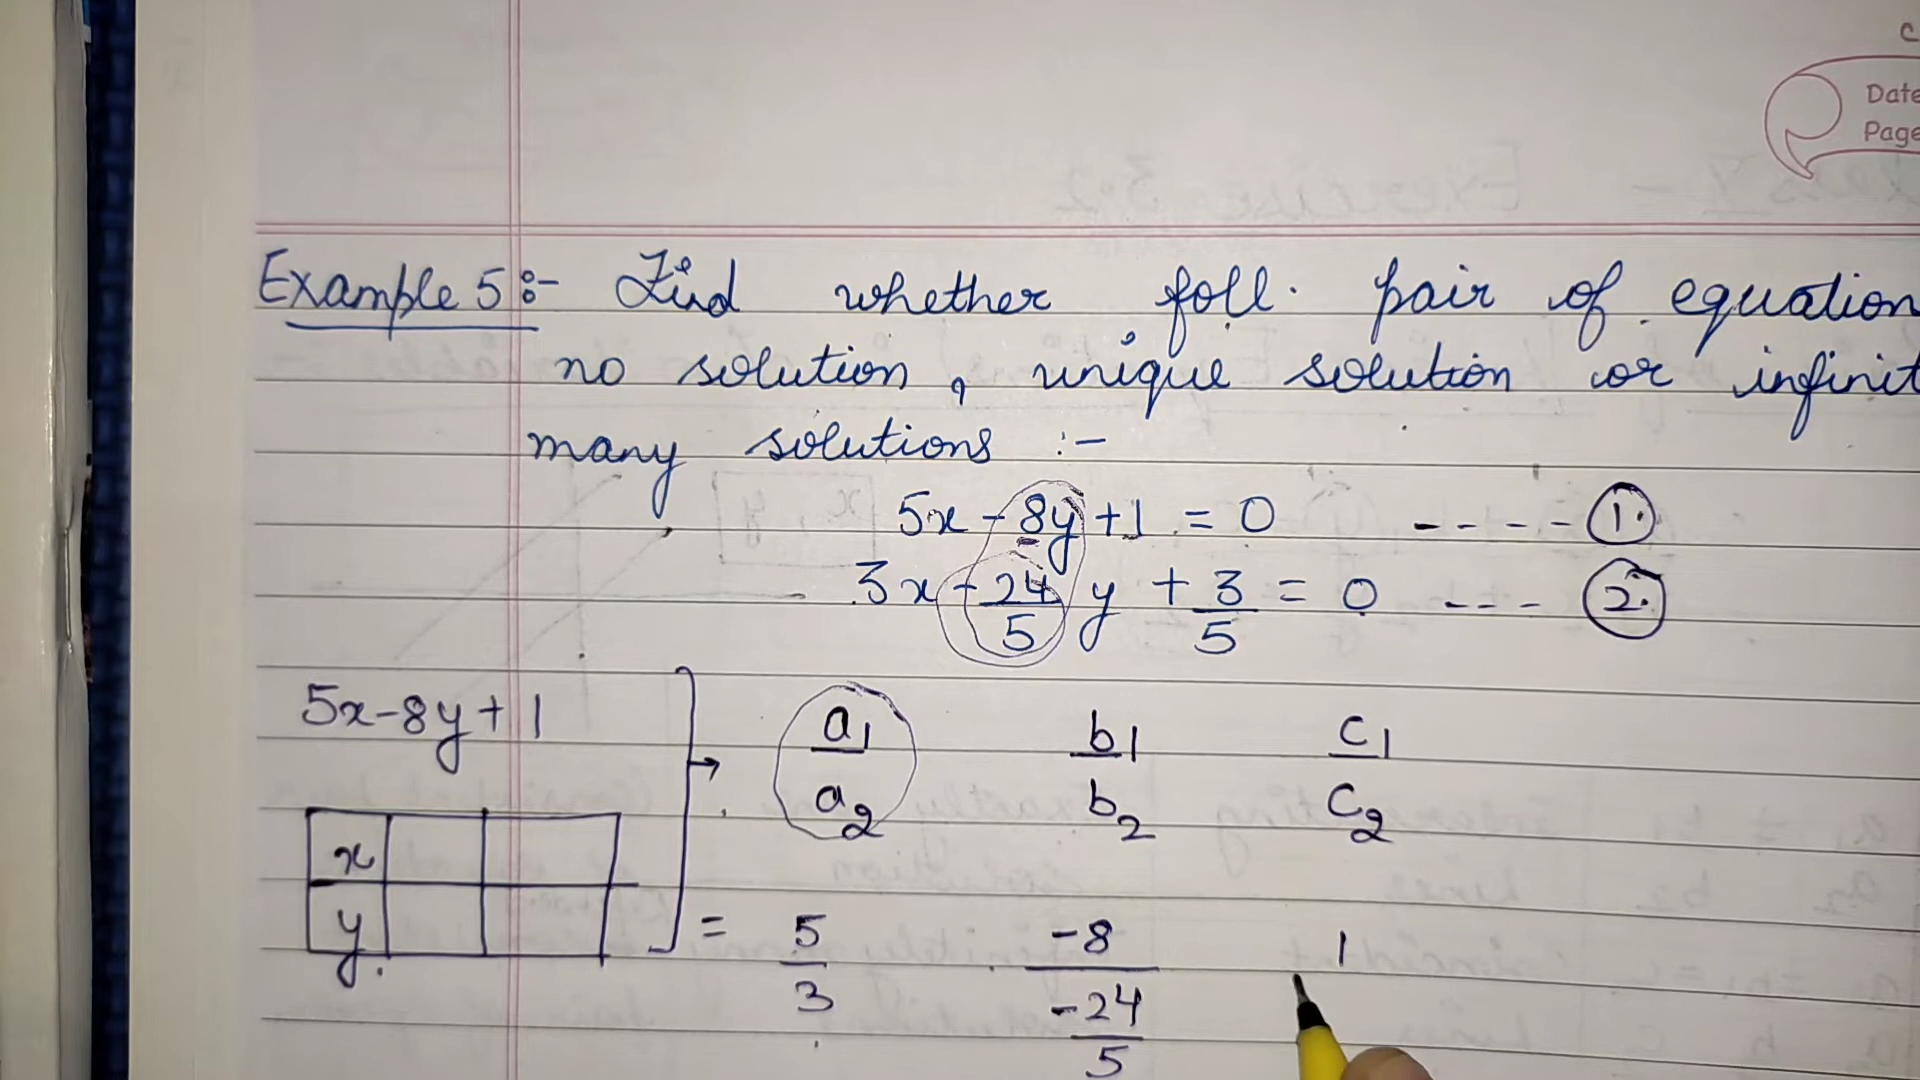 Date
Page
Example 5:- Find whether foll. pair of equation
no solution, unique solution or infinit
many solutions :-
5x - 8y + 1 = 0 ---- 1.
3x - 24/5 y + 3/5 = 0 --- 2.
5x-8y+1
x
y
→ a1/a2 b1/b2 c1/c2
= 5/3 -8/(-24/5) 1